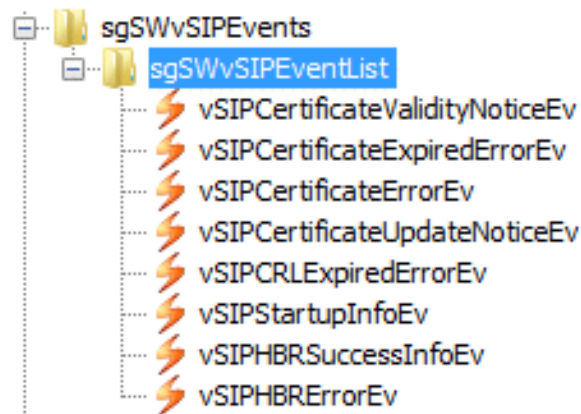 sgSWvSIPEvents
sgSWvSIPEventList
vSIPCertificateValidityNoticeEv
vSIPCertificateExpiredErrorEv
vSIPCertificateErrorEv
vSIPCertificateUpdateNoticeEv
vSIPCRLExpiredErrorEv
vSIPStartupInfoEv
vSIPHBRSuccessInfoEv
vSIPHBRErrorEv